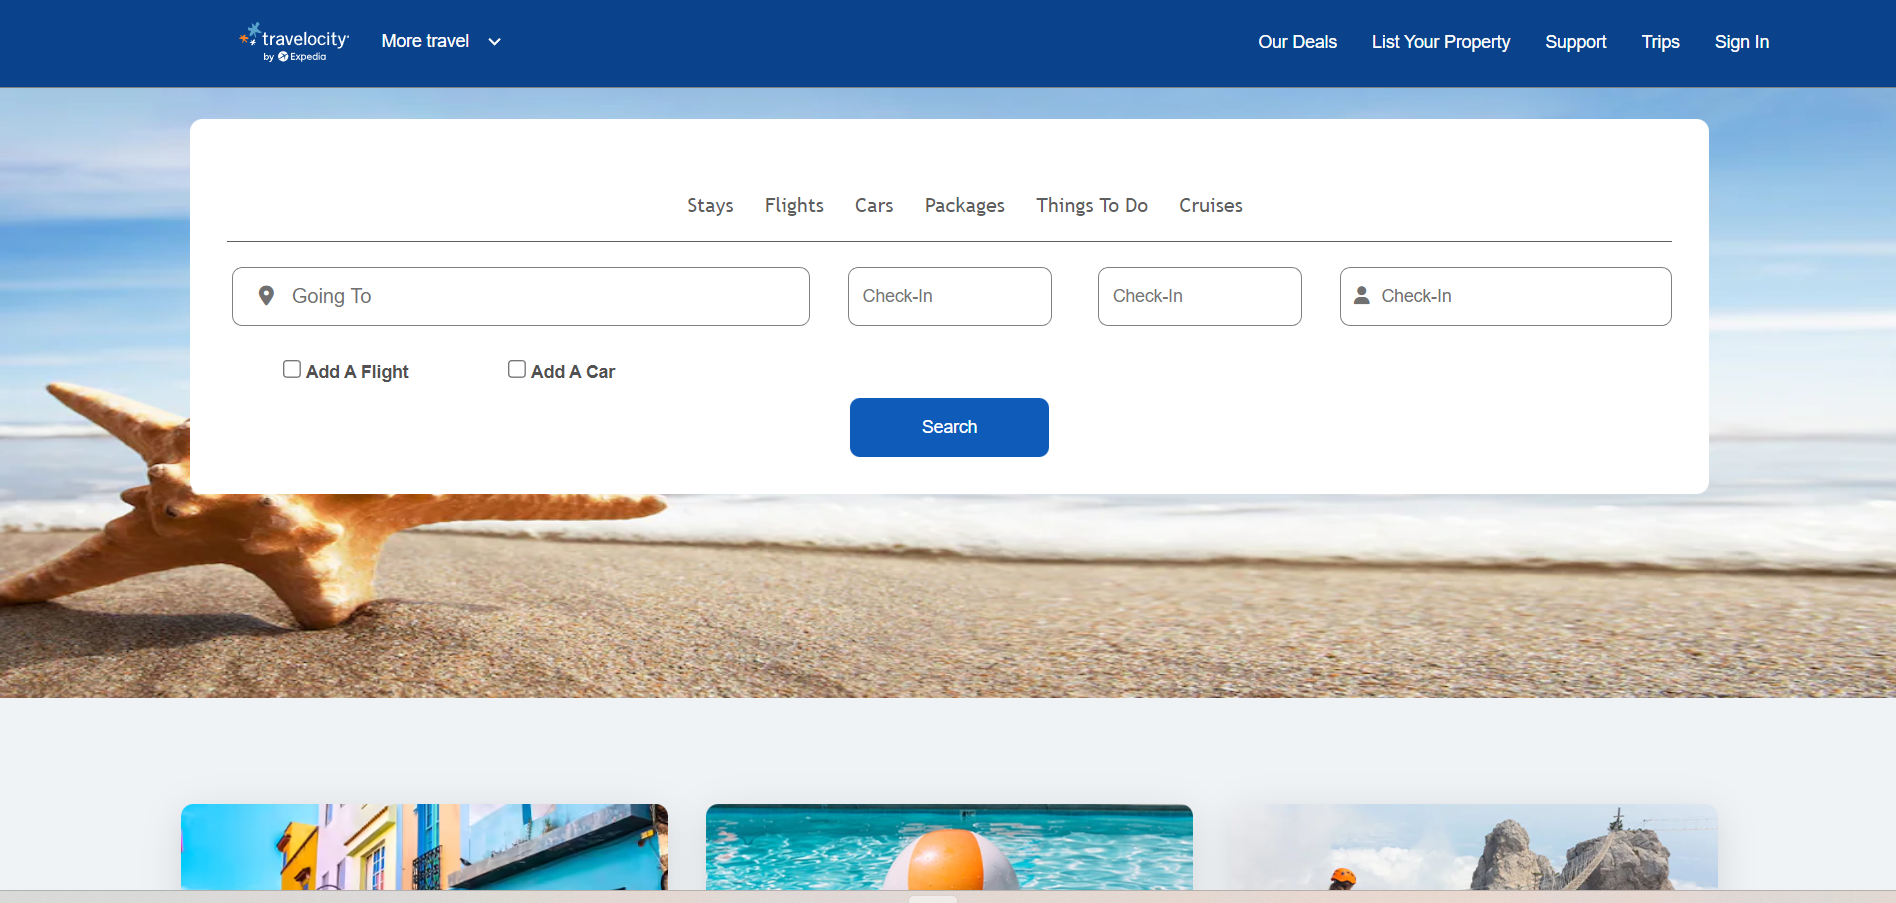 travelocity
by Expedia
More travel
Our Deals
List Your Property
Support
Trips
Sign In
Stays
Flights
Cars
Packages
Things To Do
Cruises
Going To
Check-In
Check-In
Check-In
Add A Flight
Add A Car
Search